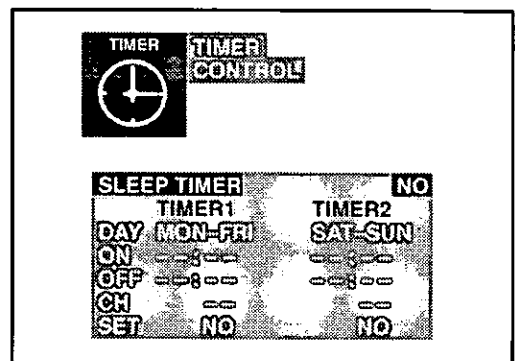 TIMER
TIMER
CONTROL
SLEEP TIMER NO
TIMER1 TIMER2
DAY MON-FRI SAT-SUN
ON --:-- --:--
OFF --:-- --:--
CH -- --
SET NO NO